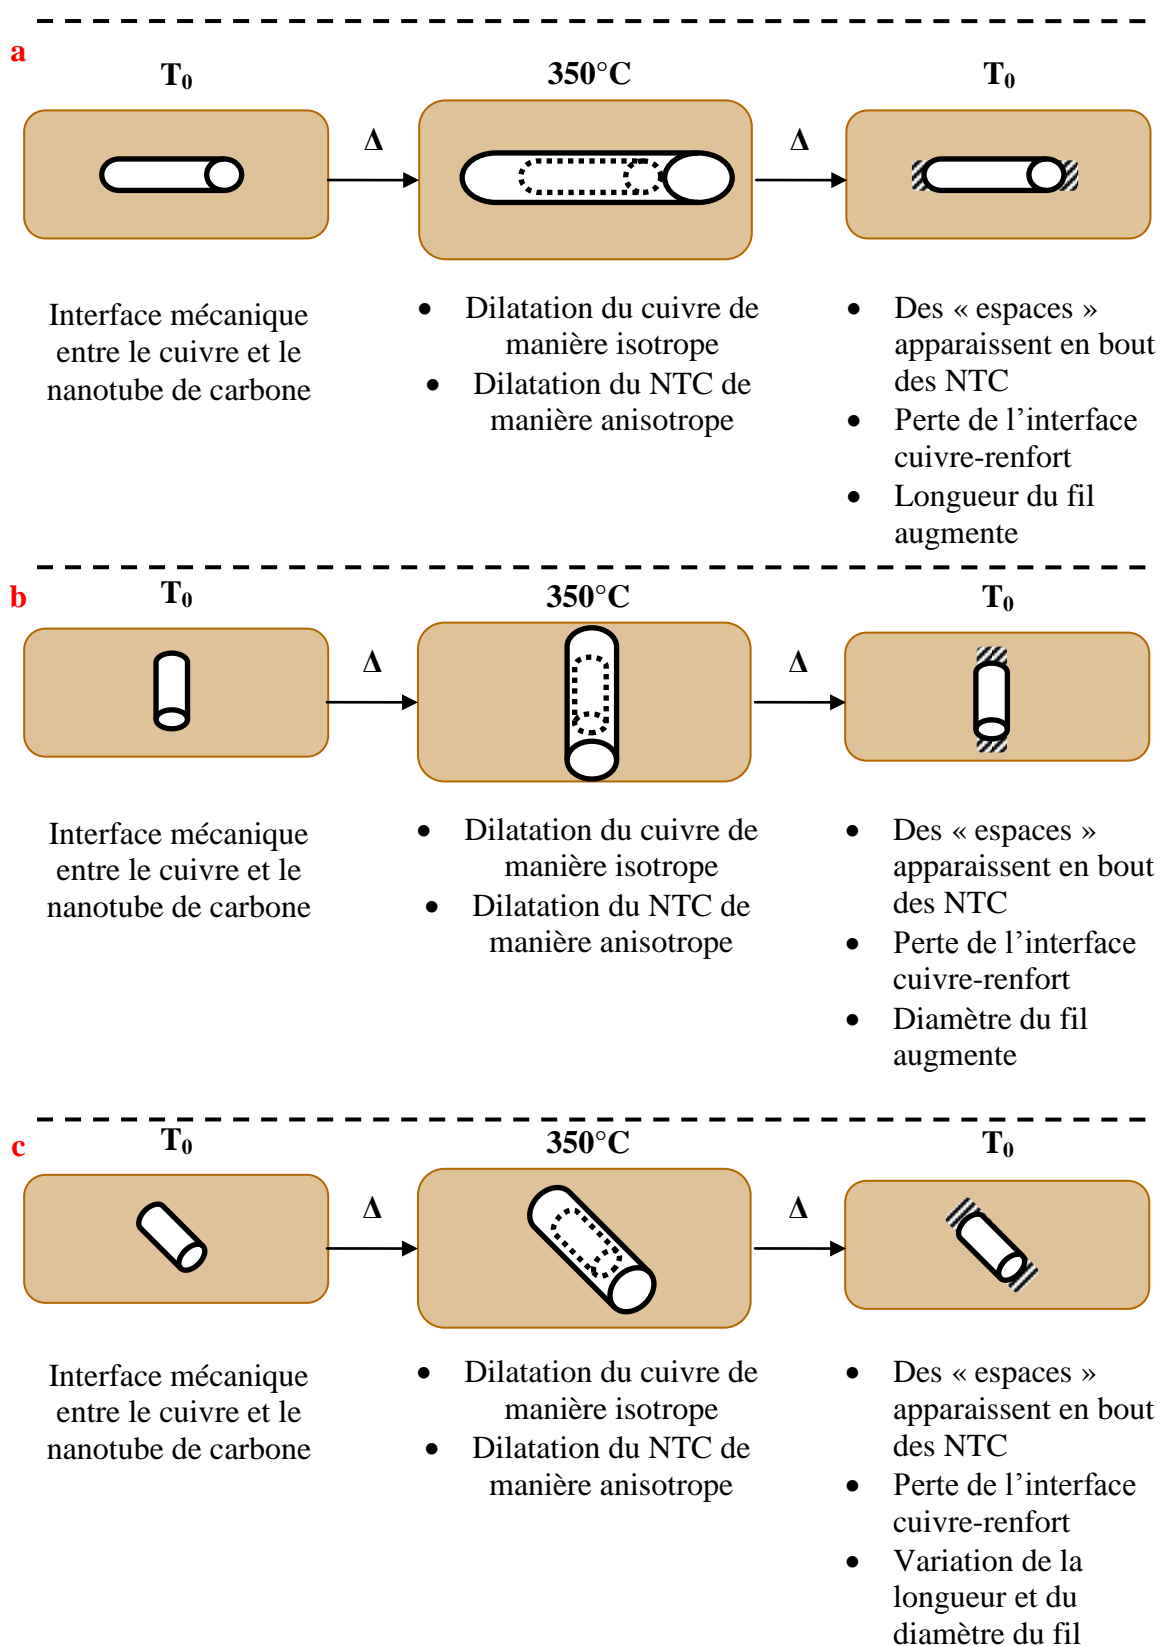 a
T₀ 350°C T₀
Δ Δ
Interface mécanique
entre le cuivre et le
nanotube de carbone
• Dilatation du cuivre de
manière isotrope
• Dilatation du NTC de
manière anisotrope
• Des « espaces »
apparaissent en bout
des NTC
• Perte de l’interface
cuivre-renfort
• Longueur du fil
augmente
b
T₀ 350°C T₀
Δ Δ
Interface mécanique
entre le cuivre et le
nanotube de carbone
• Dilatation du cuivre de
manière isotrope
• Dilatation du NTC de
manière anisotrope
• Des « espaces »
apparaissent en bout
des NTC
• Perte de l’interface
cuivre-renfort
• Diamètre du fil
augmente
c
T₀ 350°C T₀
Δ Δ
Interface mécanique
entre le cuivre et le
nanotube de carbone
• Dilatation du cuivre de
manière isotrope
• Dilatation du NTC de
manière anisotrope
• Des « espaces »
apparaissent en bout
des NTC
• Perte de l’interface
cuivre-renfort
• Variation de la
longueur et du
diamètre du fil